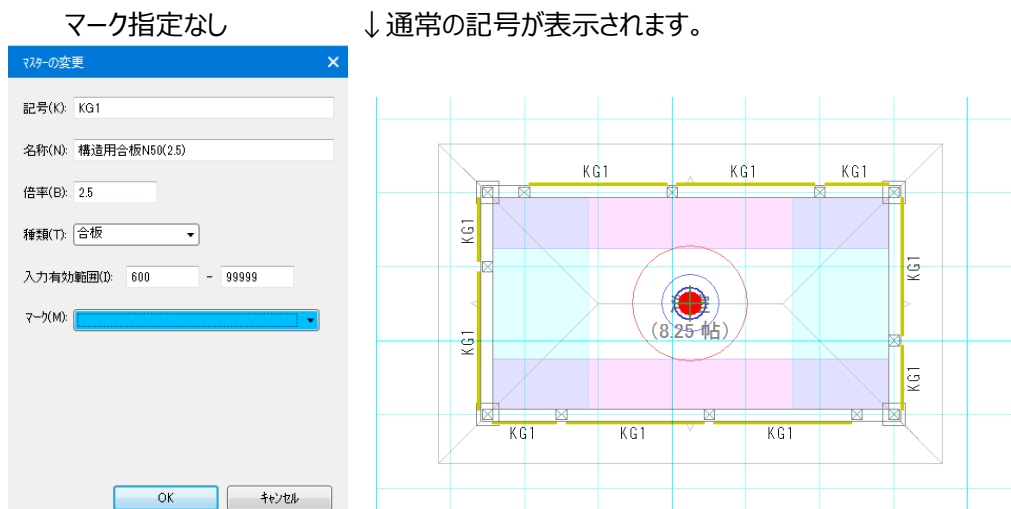 マーク指定なし
↓通常の記号が表示されます。
マスターの変更
記号(K): KG1
名称(N): 構造用合板N50(2.5)
倍率(B): 2.5
種類(T): 合板
入力有効範囲(I): 600 - 99999
マーク(M):
OK キャンセル
KG1 KG1 KG1
KG1
KG1
KG1
KG1
(8.25 帖)
KG1 KG1 KG1